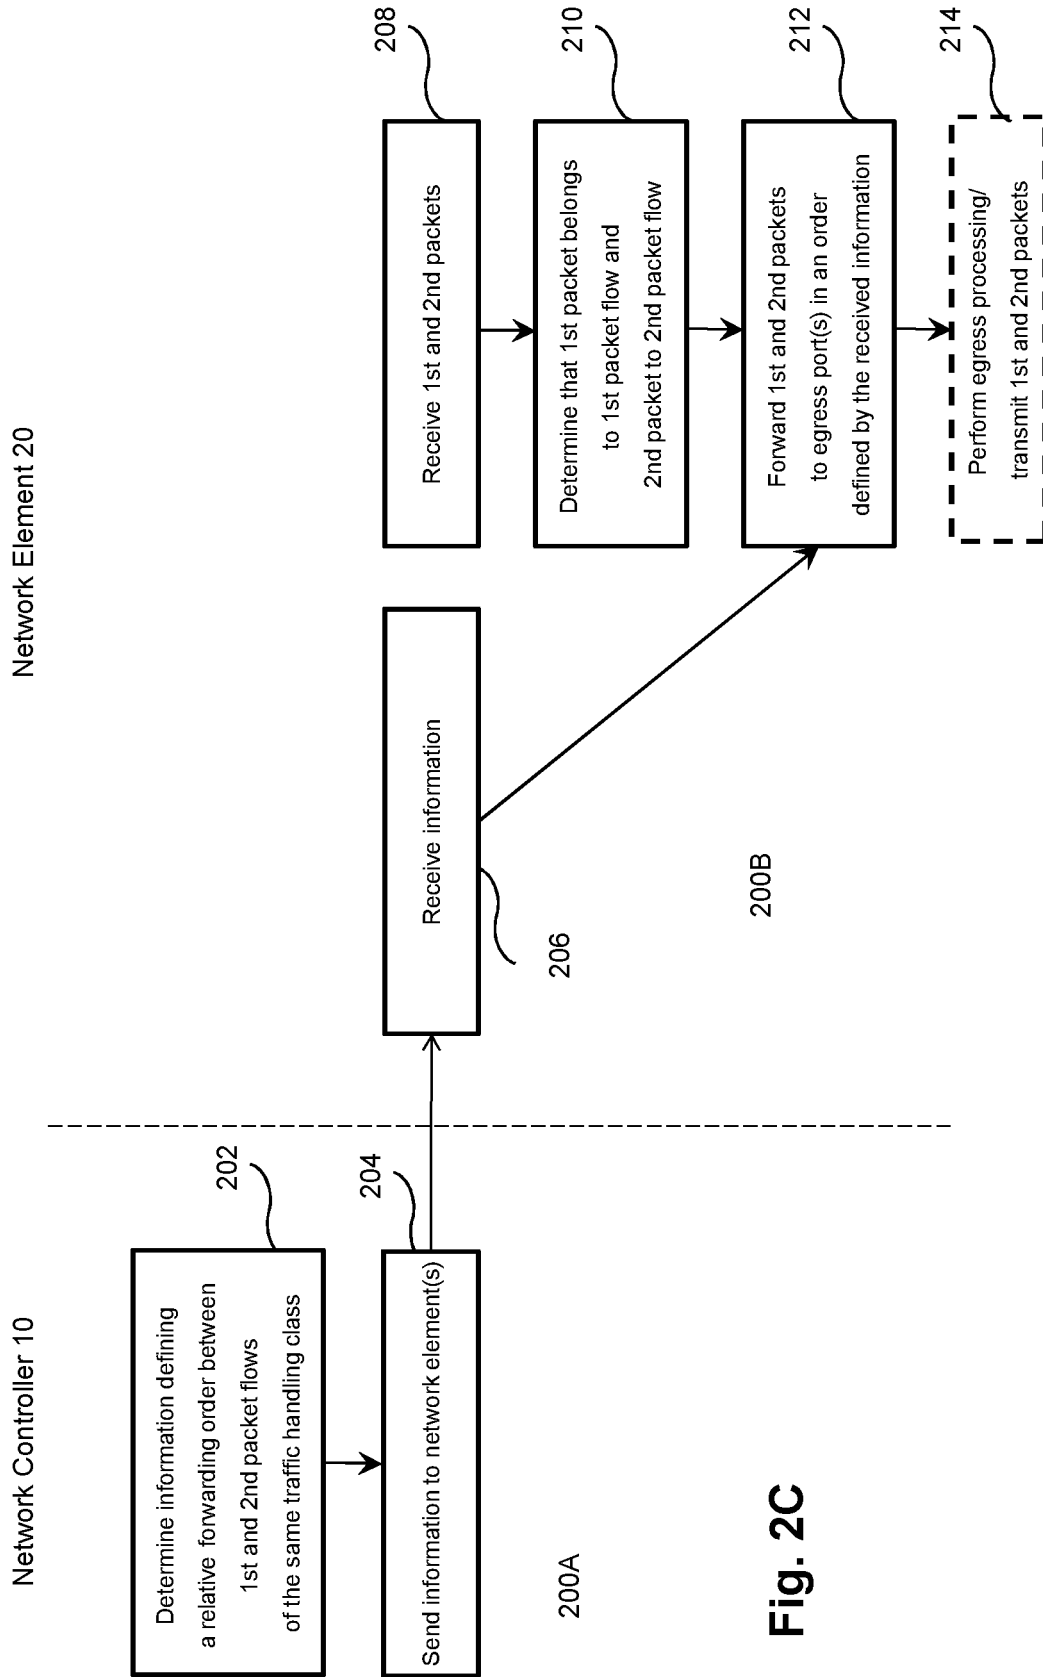 Network Controller 10
Network Element 20
Determine information defining
a relative forwarding order between
1st and 2nd packet flows
of the same traffic handling class
202
Send information to network element(s)
204
200A
Receive information
206
200B
Receive 1st and 2nd packets
208
Determine that 1st packet belongs
to 1st packet flow and
2nd packet to 2nd packet flow
210
Forward 1st and 2nd packets
to egress port(s) in an order
defined by the received information
212
Perform egress processing/
transmit 1st and 2nd packets
214
Fig. 2C